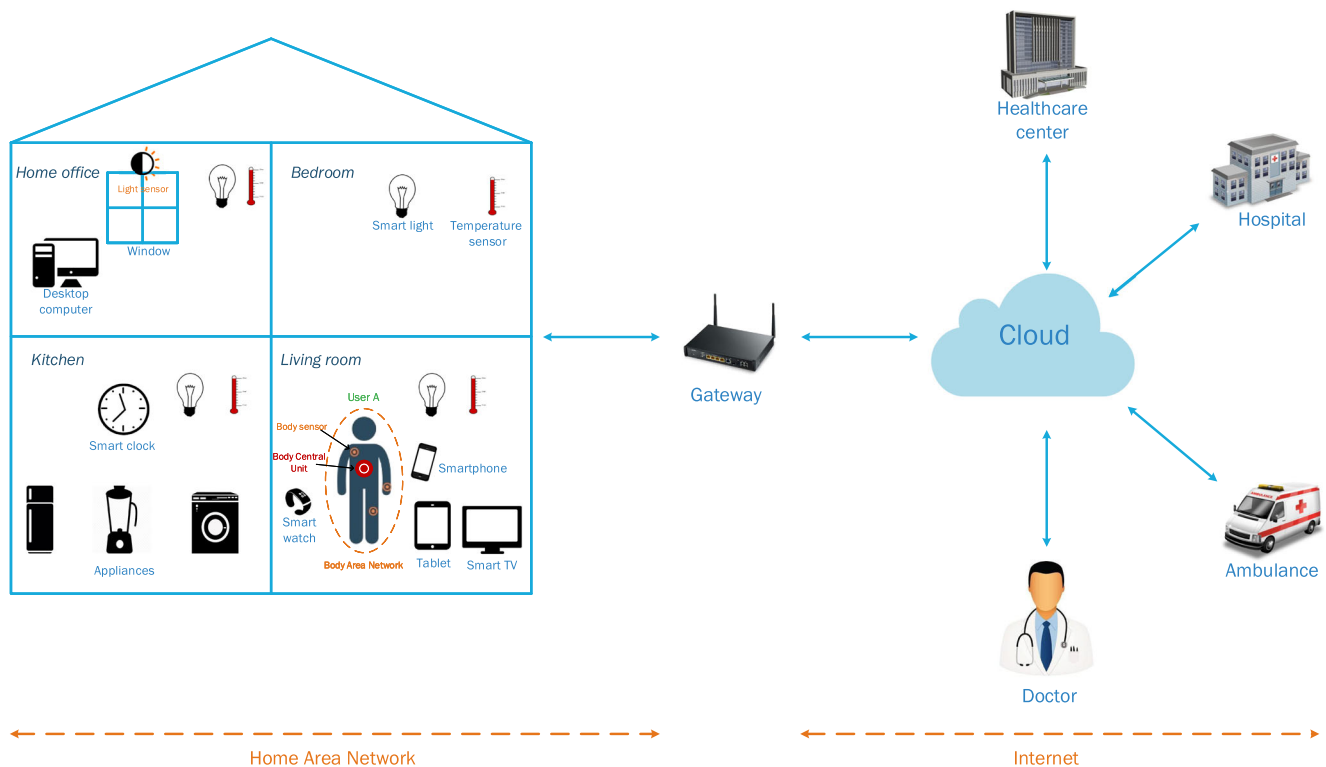 Healthcare
center
Home office
Light sensor
Window
Desktop
computer
Bedroom
Smart light
Temperature
sensor
Hospital
Kitchen
Smart clock
Appliances
Living room
User A
Body sensor
Body Central
Unit
Smartphone
Smart
watch
Body Area Network
Tablet
Smart TV
Gateway
Cloud
AMBULANCE
Ambulance
Doctor
Home Area Network
Internet